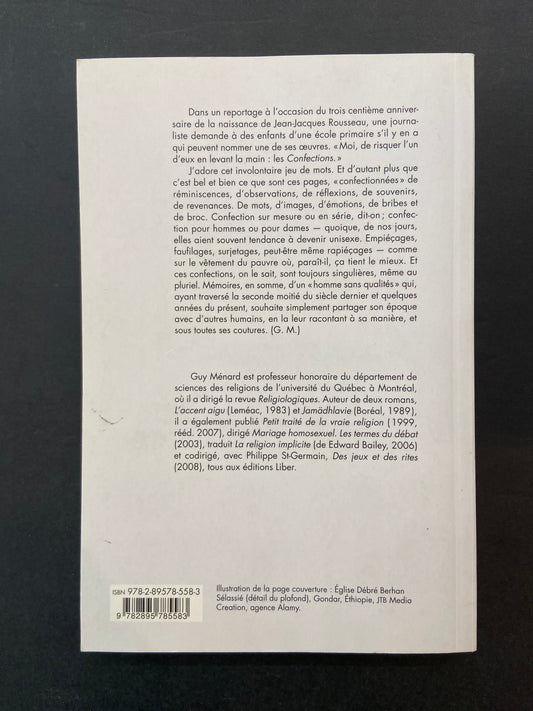 Dans un reportage à l'occasion du trois centième anniver-
saire de la naissance de Jean-Jacques Rousseau, une journa-
liste demande à des enfants d'une école primaire s'il y en a
qui peuvent nommer une de ses œuvres. « Moi, de risquer l'un
d'eux en levant la main : les Confections. »
J'adore cet involontaire jeu de mots. Et d'autant plus que
c'est bel et bien ce que sont ces pages, « confectionnées » de
réminiscences, d'observations, de réflexions, de souvenirs,
de revenances. De mots, d'images, d'émotions, de bribes et
de broc. Confection sur mesure ou en série, dit-on ; confec-
tion pour hommes ou pour dames — quoique, de nos jours,
elles aient souvent tendance à devenir unisexe. Empiéçages,
faufilages, surjetages, peut-être même rapiéçages — comme
sur le vêtement du pauvre où, paraît-il, ça tient le mieux. Et
ces confections, on le sait, sont toujours singulières, même au
pluriel. Mémoires, en somme, d'un « homme sans qualités » qui,
ayant traversé la seconde moitié du siècle dernier et quelques
années du présent, souhaite simplement partager son époque
avec d'autres humains, en la leur racontant à sa manière, et
sous toutes ses coutures. (G. M.)
Guy Ménard est professeur honoraire du département de
sciences des religions de l'université du Québec à Montréal,
où il a dirigé la revue Religiologiques. Auteur de deux romans,
L'accent aigu (Leméac, 1983) et Jamädhlavie (Boréal, 1989),
il a également publié Petit traité de la vraie religion (1999,
rééd. 2007), dirigé Mariage homosexuel. Les termes du débat
(2003), traduit La religion implicite (de Edward Bailey, 2006)
et codirigé, avec Philippe St-Germain, Des jeux et des rites
(2008), tous aux éditions Liber.
ISBN 978-2-89578-558-3
9 782895 785583
Illustration de la page couverture : Église Débré Berhan
Sélassié (détail du plafond), Gondar, Éthiopie, JTB Media
Creation, agence Alamy.